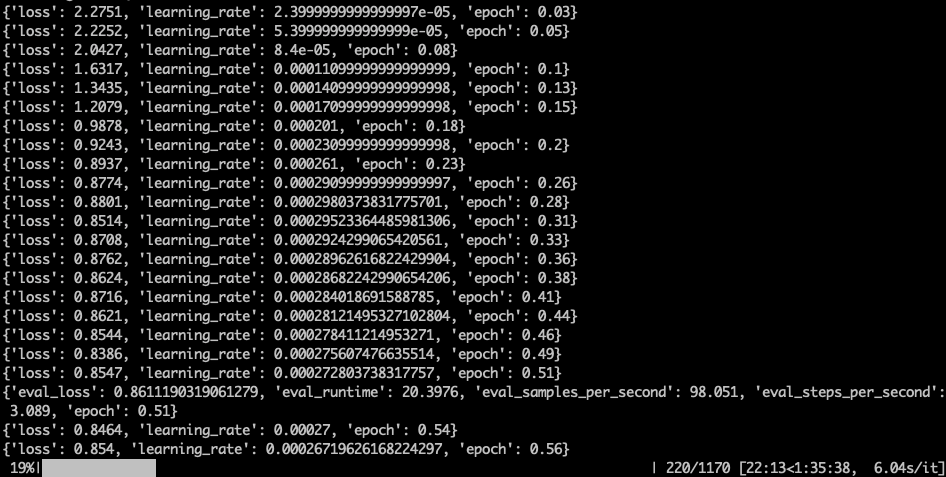 {'loss': 2.2751, 'learning_rate': 2.3999999999999997e-05, 'epoch': 0.03}
{'loss': 2.2252, 'learning_rate': 5.399999999999999e-05, 'epoch': 0.05}
{'loss': 2.0427, 'learning_rate': 8.4e-05, 'epoch': 0.08}
{'loss': 1.6317, 'learning_rate': 0.00011099999999999999, 'epoch': 0.1}
{'loss': 1.3435, 'learning_rate': 0.00014099999999999998, 'epoch': 0.13}
{'loss': 1.2079, 'learning_rate': 0.00017099999999999998, 'epoch': 0.15}
{'loss': 0.9878, 'learning_rate': 0.000201, 'epoch': 0.18}
{'loss': 0.9243, 'learning_rate': 0.00023099999999999998, 'epoch': 0.2}
{'loss': 0.8937, 'learning_rate': 0.000261, 'epoch': 0.23}
{'loss': 0.8774, 'learning_rate': 0.00029099999999999997, 'epoch': 0.26}
{'loss': 0.8801, 'learning_rate': 0.0002980373831775701, 'epoch': 0.28}
{'loss': 0.8514, 'learning_rate': 0.00029523364485981306, 'epoch': 0.31}
{'loss': 0.8708, 'learning_rate': 0.0002924299065420561, 'epoch': 0.33}
{'loss': 0.8762, 'learning_rate': 0.00028962616822429904, 'epoch': 0.36}
{'loss': 0.8624, 'learning_rate': 0.00028682242990654206, 'epoch': 0.38}
{'loss': 0.8716, 'learning_rate': 0.000284018691588785, 'epoch': 0.41}
{'loss': 0.8621, 'learning_rate': 0.00028121495327102804, 'epoch': 0.44}
{'loss': 0.8544, 'learning_rate': 0.000278411214953271, 'epoch': 0.46}
{'loss': 0.8386, 'learning_rate': 0.000275607476635514, 'epoch': 0.49}
{'loss': 0.8547, 'learning_rate': 0.000272803738317757, 'epoch': 0.51}
{'eval_loss': 0.8611190319061279, 'eval_runtime': 20.3976, 'eval_samples_per_second': 98.051, 'eval_steps_per_second':
3.089, 'epoch': 0.51}
{'loss': 0.8464, 'learning_rate': 0.00027, 'epoch': 0.54}
{'loss': 0.854, 'learning_rate': 0.00026719626168224297, 'epoch': 0.56}
19%| | 220/1170 [22:13<1:35:38, 6.04s/it]